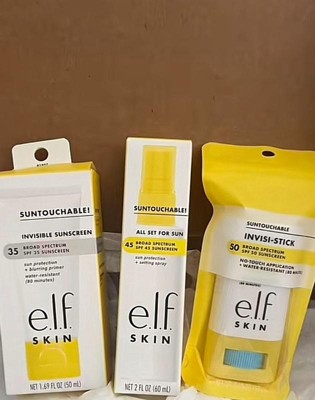 SUNTOUCHABLE!
INVISIBLE SUNSCREEN
35
BROAD SPECTRUM
SPF 35 SUNSCREEN
sun protection
+ blurring primer
water-resistant
(80 minutes)
e.l.f.
SKIN
NET 1.69 fl OZ (50 mL)
SUNTOUCHABLE!
ALL SET FOR SUN
45
BROAD SPECTRUM
SPF 45 SUNSCREEN
sun protection
+ setting spray
e.l.f.
SKIN
NET 2 fl OZ (60 mL)
SUNTOUCHABLE
INVISI-STICK
50
BROAD SPECTRUM
SPF 50 SUNSCREEN
NO-TOUCH APPLICATION
+ WATER-RESISTANT (80 MINUTES)
e.l.f.
SKIN